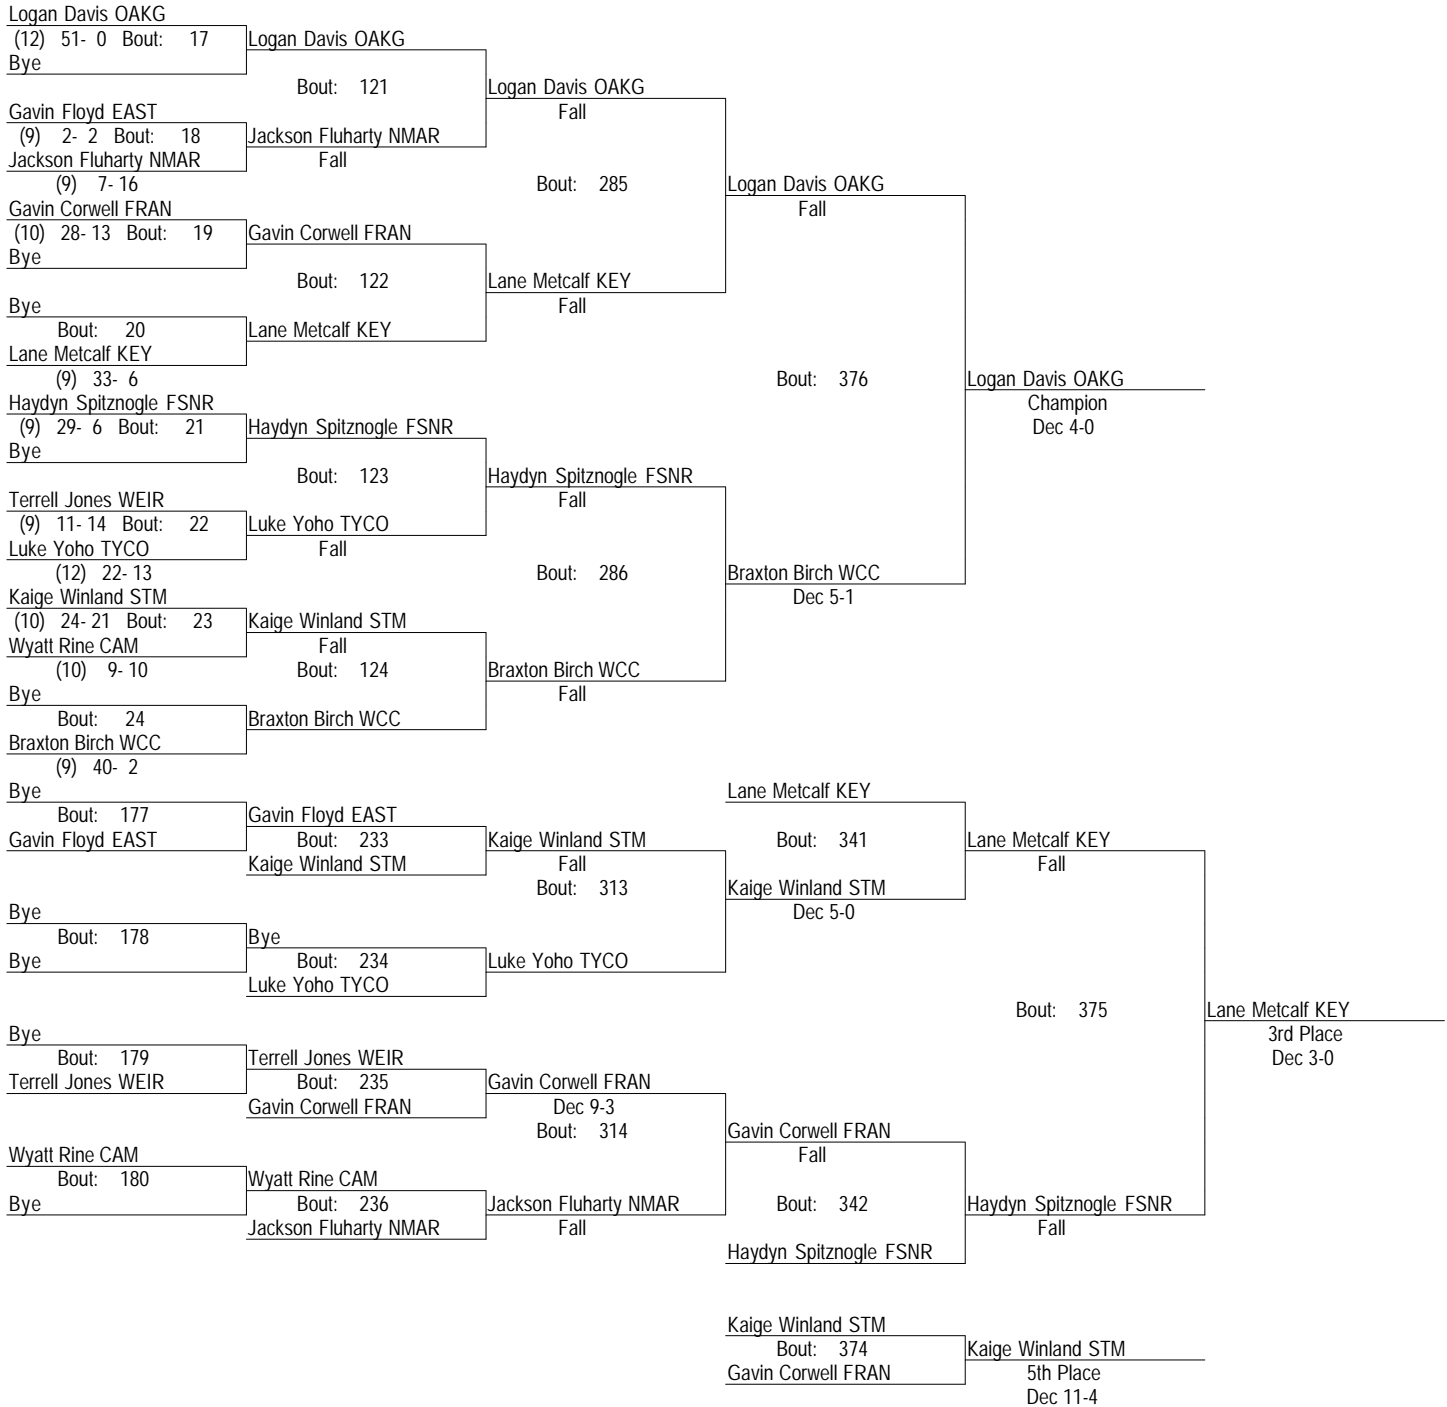 Logan Davis OAKG
(12) 51- 0 Bout: 17
Bye
Logan Davis OAKG
Bout: 121
Gavin Floyd EAST
(9) 2- 2 Bout: 18
Jackson Fluharty NMAR
(9) 7- 16
Jackson Fluharty NMAR
Fall
Logan Davis OAKG
Fall
Bout: 285
Gavin Corwell FRAN
(10) 28- 13 Bout: 19
Bye
Gavin Corwell FRAN
Bout: 122
Bye
Bout: 20
Lane Metcalf KEY
(9) 33- 6
Lane Metcalf KEY
Lane Metcalf KEY
Fall
Logan Davis OAKG
Fall
Bout: 376
Haydyn Spitznogle FSNR
(9) 29- 6 Bout: 21
Bye
Haydyn Spitznogle FSNR
Bout: 123
Terrell Jones WEIR
(9) 11- 14 Bout: 22
Luke Yoho TYCO
(12) 22- 13
Luke Yoho TYCO
Fall
Haydyn Spitznogle FSNR
Fall
Bout: 286
Kaige Winland STM
(10) 24- 21 Bout: 23
Wyatt Rine CAM
(10) 9- 10
Kaige Winland STM
Fall
Bout: 124
Bye
Bout: 24
Braxton Birch WCC
(9) 40- 2
Braxton Birch WCC
Braxton Birch WCC
Fall
Braxton Birch WCC
Dec 5-1
Logan Davis OAKG
Champion
Dec 4-0
Bye
Bout: 177
Gavin Floyd EAST
Gavin Floyd EAST
Bout: 233
Kaige Winland STM
Kaige Winland STM
Fall
Bout: 313
Bye
Bout: 178
Bye
Bye
Bout: 234
Luke Yoho TYCO
Luke Yoho TYCO
Lane Metcalf KEY
Bout: 341
Kaige Winland STM
Dec 5-0
Lane Metcalf KEY
Fall
Bout: 375
Bye
Bout: 179
Terrell Jones WEIR
Terrell Jones WEIR
Bout: 235
Gavin Corwell FRAN
Gavin Corwell FRAN
Dec 9-3
Bout: 314
Wyatt Rine CAM
Bout: 180
Bye
Wyatt Rine CAM
Bout: 236
Jackson Fluharty NMAR
Jackson Fluharty NMAR
Fall
Gavin Corwell FRAN
Fall
Bout: 342
Haydyn Spitznogle FSNR
Haydyn Spitznogle FSNR
Fall
Lane Metcalf KEY
3rd Place
Dec 3-0
Kaige Winland STM
Bout: 374
Gavin Corwell FRAN
Kaige Winland STM
5th Place
Dec 11-4